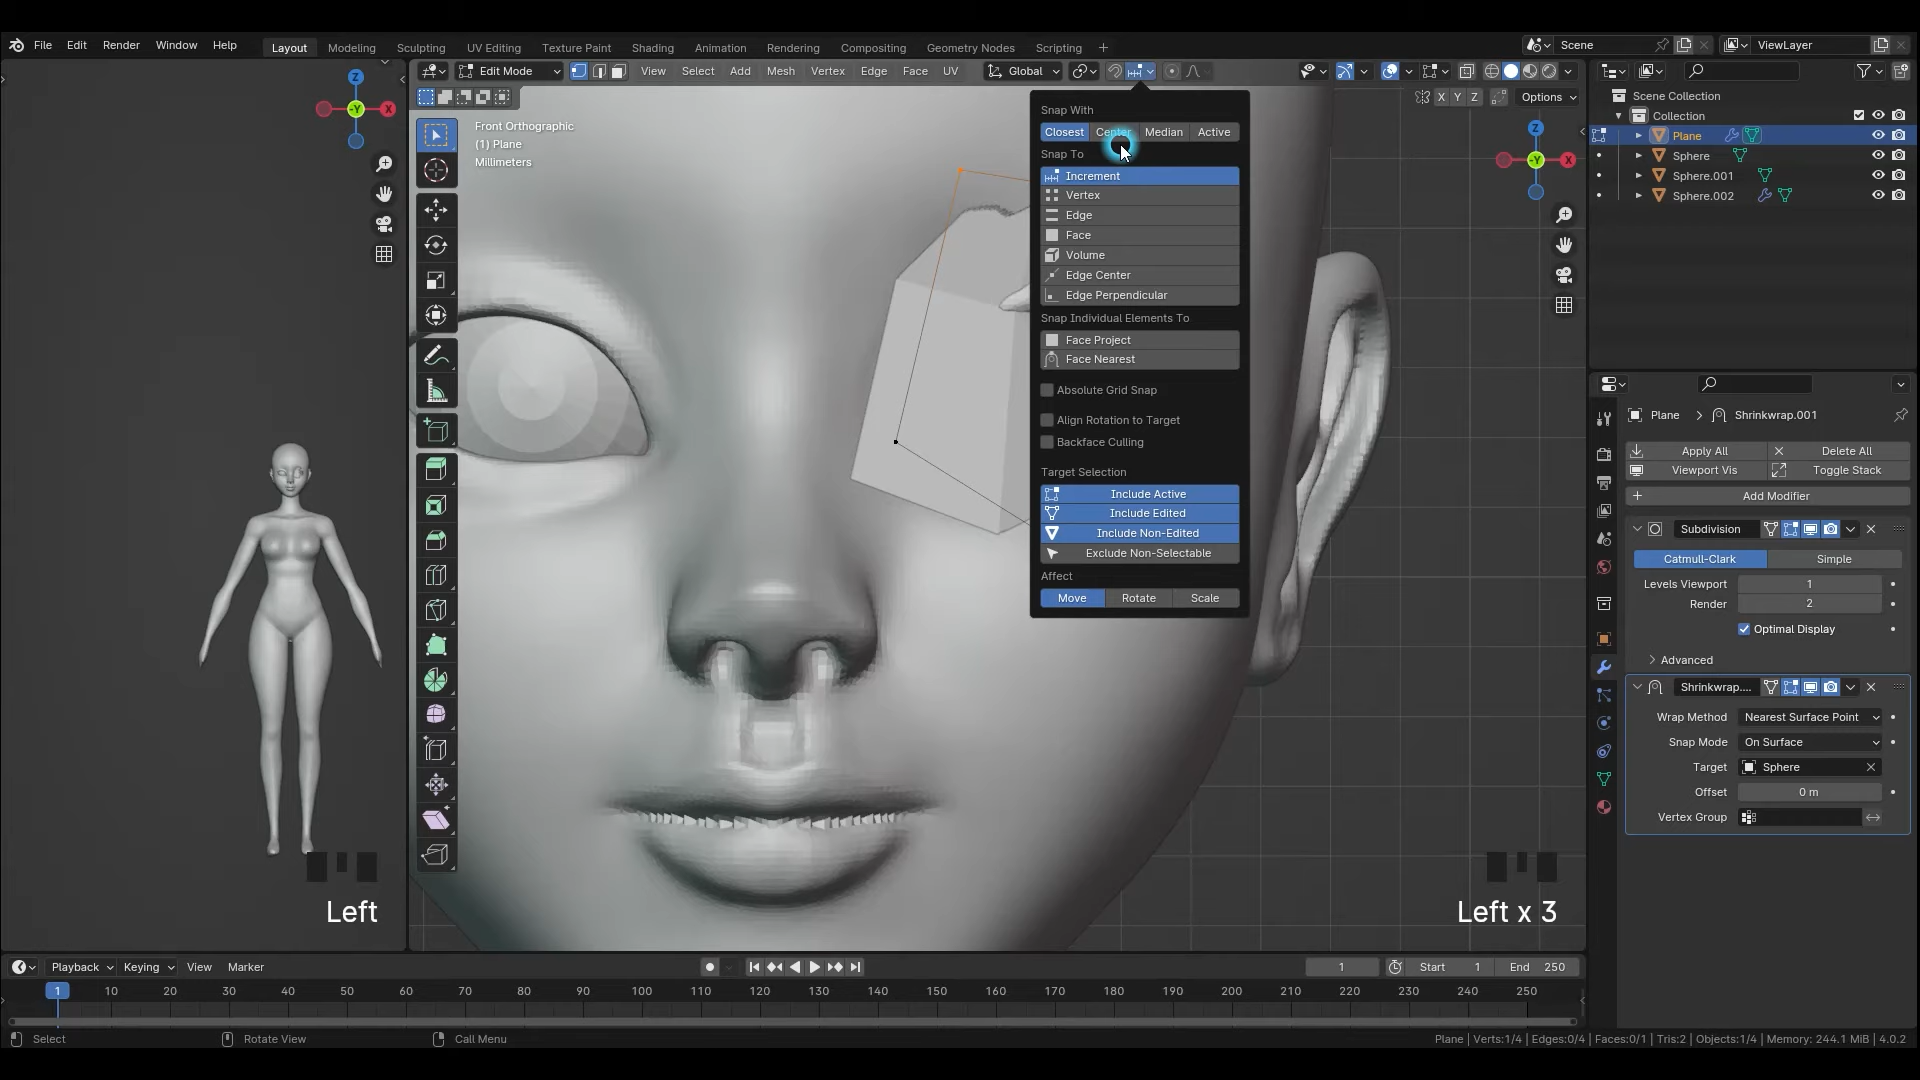 File Edit Render Window Help
Layout Modeling Sculpting UV Editing Texture Paint Shading Animation Rendering Compositing Geometry Nodes Scripting +
Scene
ViewLayer
Edit Mode
View Select Add Mesh Vertex Edge Face UV
Global
X Y Z
Options
Z
-Y
X
Front Orthographic
(1) Plane
Millimeters
Z
-Y
X
Snap With
Closest Center Median Active
Snap To
Increment
Vertex
Edge
Face
Volume
Edge Center
Edge Perpendicular
Snap Individual Elements To
Face Project
Face Nearest
Absolute Grid Snap
Align Rotation to Target
Backface Culling
Target Selection
Include Active
Include Edited
Include Non-Edited
Exclude Non-Selectable
Affect
Move Rotate Scale
Scene Collection
Collection
Plane
Sphere
Sphere.001
Sphere.002
Plane > Shrinkwrap.001
Apply All
Delete All
Viewport Vis
Toggle Stack
Add Modifier
Subdivision
Catmull-Clark Simple
Levels Viewport 1
Render 2
Optimal Display
Advanced
Shrinkwrap....
Wrap Method Nearest Surface Point
Snap Mode On Surface
Target Sphere
Offset 0 m
Vertex Group
Left
Left x 3
Playback Keying View Marker
1
Start 1
End 250
1 10 20 30 40 50 60 70 80 90 100 110 120 130 140 150 160 170 180 190 200 210 220 230 240 250
Select
Rotate View
Call Menu
Plane | Verts:1/4 | Edges:0/4 | Faces:0/1 | Tris:2 | Objects:1/4 | Memory: 244.1 MiB | 4.0.2